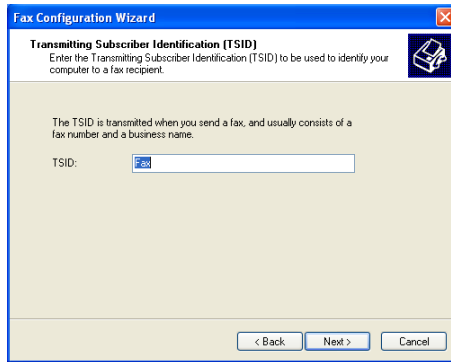 Fax Configuration Wizard
Transmitting Subscriber Identification (TSID)
Enter the Transmitting Subscriber Identification (TSID) to be used to identify your
computer to a fax recipient.
The TSID is transmitted when you send a fax, and usually consists of a
fax number and a business name.
TSID:
Fax
< Back
Next >
Cancel